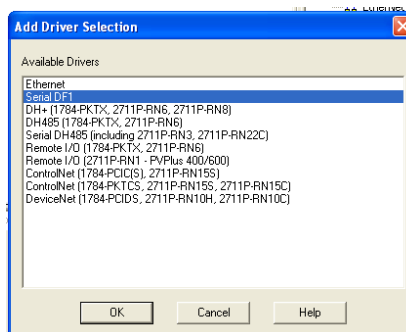 Ethernet
Add Driver Selection
Available Drivers
Ethernet
Serial DF1
DH+ (1784-PKTX, 2711P-RN6, 2711P-RN8)
DH485 (1784-PKTX, 2711P-RN6)
Serial DH485 (including 2711P-RN3, 2711P-RN22C)
Remote I/O (1784-PKTX, 2711P-RN6)
Remote I/O (2711P-RN1 - PVPlus 400/600)
ControlNet (1784-PCIC(S), 2711P-RN15S)
ControlNet (1784-PKTCS, 2711P-RN15S, 2711P-RN15C)
DeviceNet (1784-PCIDS, 2711P-RN10H, 2711P-RN10C)
OK
Cancel
Help